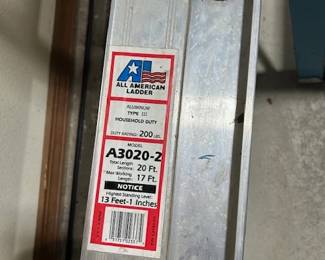 AL
ALL AMERICAN
LADDER
ALUMINUM
TYPE III
HOUSEHOLD DUTY
DUTY RATING: 200 LBS.
MODEL
A3020-2
Total Length
Sections: 20 Ft.
Max Working
Length: 17 Ft.
NOTICE
Highest Standing Level:
13 Feet-1 Inches